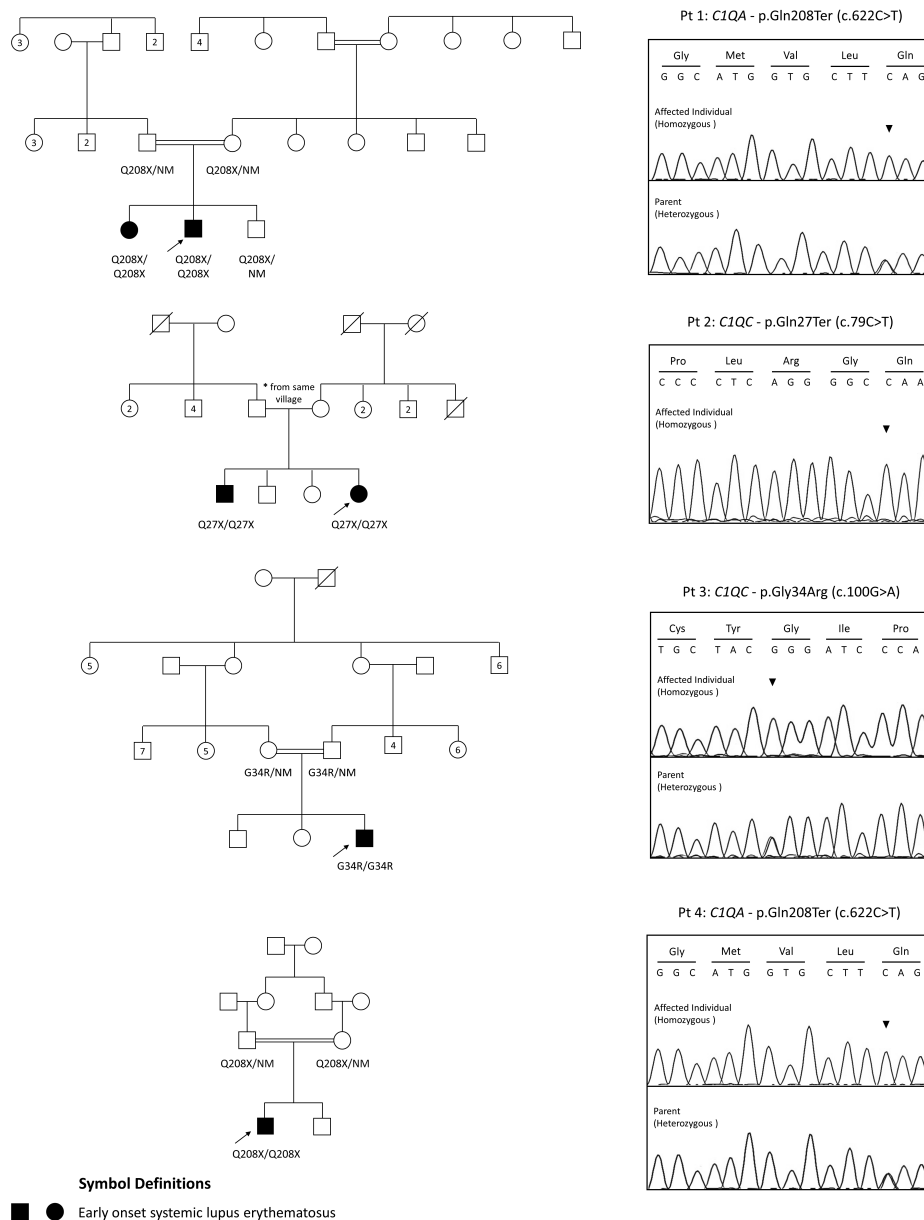 3
2
4
3
2
Q208X/NM Q208X/NM
Q208X/
Q208X
Q208X/
Q208X
Q208X/
NM
* from same
village
2
4
2
2
Q27X/Q27X Q27X/Q27X
5
6
7
5
4
6
G34R/NM G34R/NM
G34R/G34R
Q208X/NM Q208X/NM
Q208X/Q208X
Symbol Definitions
Early onset systemic lupus erythematosus
Pt 1: C1QA - p.Gln208Ter (c.622C>T)
Gly Met Val Leu Gln
G G C A T G G T G C T T C A G
Affected Individual
(Homozygous )
Parent
(Heterozygous )
Pt 2: C1QC - p.Gln27Ter (c.79C>T)
Pro Leu Arg Gly Gln
C C C C T C A G G G G C C A A
Affected Individual
(Homozygous )
Pt 3: C1QC - p.Gly34Arg (c.100G>A)
Cys Tyr Gly Ile Pro
T G C T A C G G G A T C C C A
Affected Individual
(Homozygous )
Parent
(Heterozygous )
Pt 4: C1QA - p.Gln208Ter (c.622C>T)
Gly Met Val Leu Gln
G G C A T G G T G C T T C A G
Affected Individual
(Homozygous )
Parent
(Heterozygous )